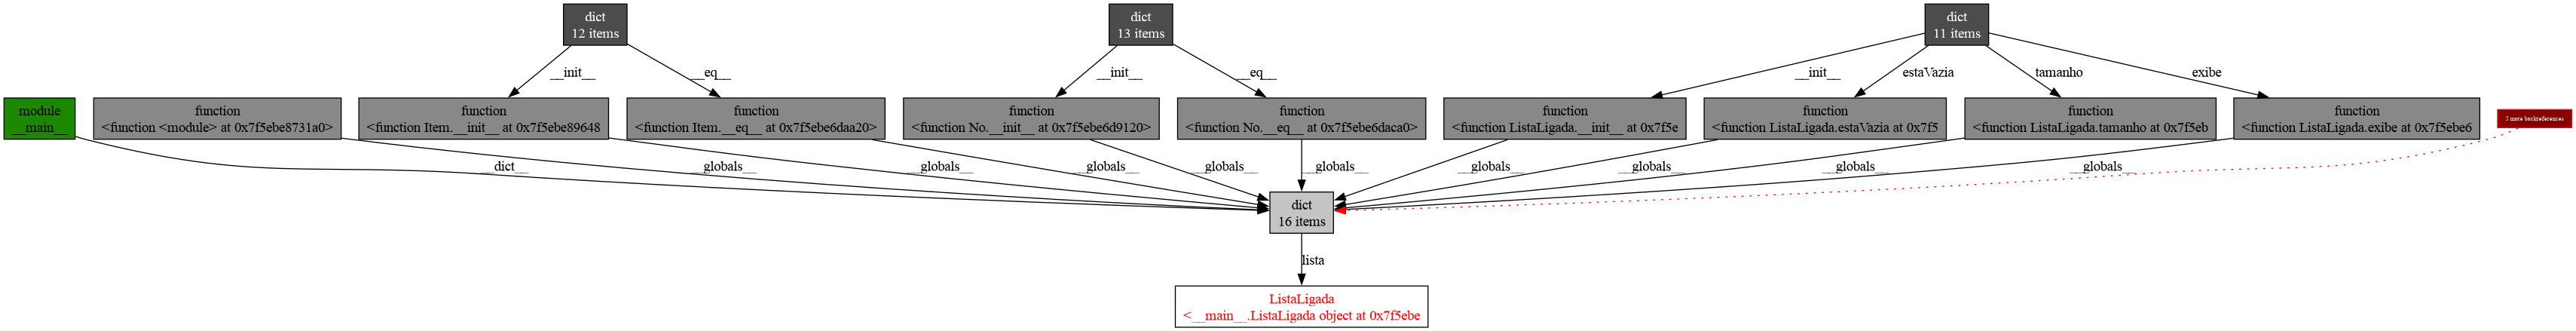 dict
12 items
dict
13 items
dict
11 items
__init__
__eq__
__init__
__eq__
__init__
estaVazia
tamanho
exibe
module
__main__
function
<function <module> at 0x7f5ebe8731a0>
function
<function Item.__init__ at 0x7f5ebe89648
function
<function Item.__eq__ at 0x7f5ebe6daa20>
function
<function No.__init__ at 0x7f5ebe6d9120>
function
<function No.__eq__ at 0x7f5ebe6daca0>
function
<function ListaLigada.__init__ at 0x7f5e
function
<function ListaLigada.estaVazia at 0x7f5
function
<function ListaLigada.tamanho at 0x7f5eb
function
<function ListaLigada.exibe at 0x7f5ebe6
5 more backreferences
__dict__
__globals__
__globals__
__globals__
__globals__
__globals__
__globals__
__globals__
__globals__
__globals__
dict
16 items
lista
ListaLigada
<__main__.ListaLigada object at 0x7f5ebe